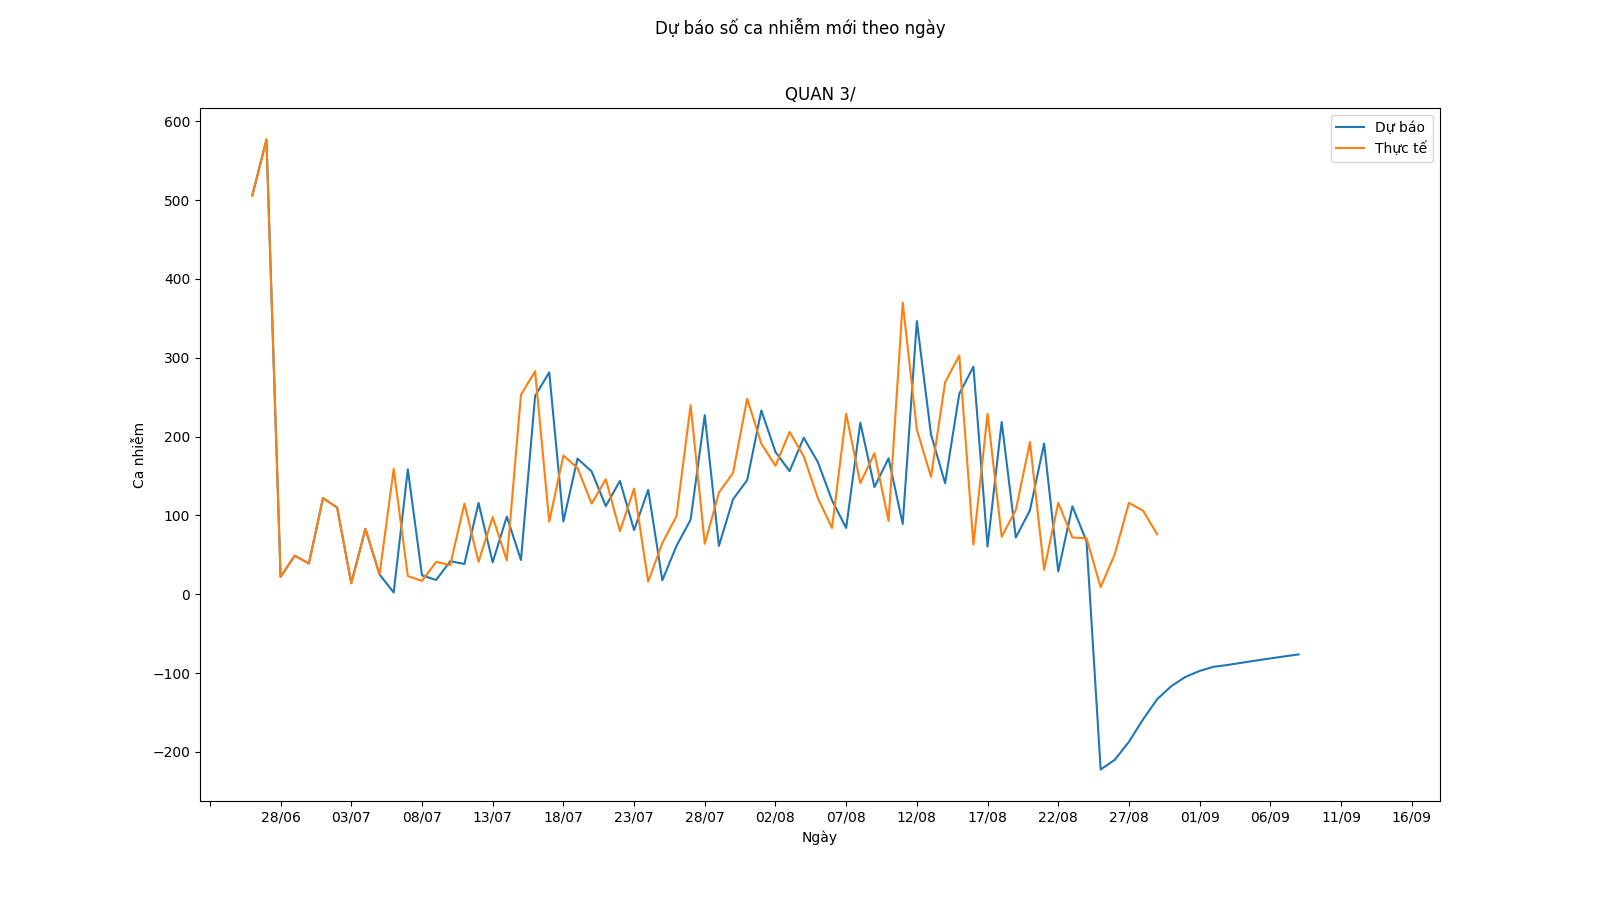 Dự báo số ca nhiễm mới theo ngày
QUAN 3/
Dự báo
Thực tế
600
500
400
300
200
100
0
−100
−200
Ca nhiễm
28/06 03/07 08/07 13/07 18/07 23/07 28/07 02/08 07/08 12/08 17/08 22/08 27/08 01/09 06/09 11/09 16/09
Ngày